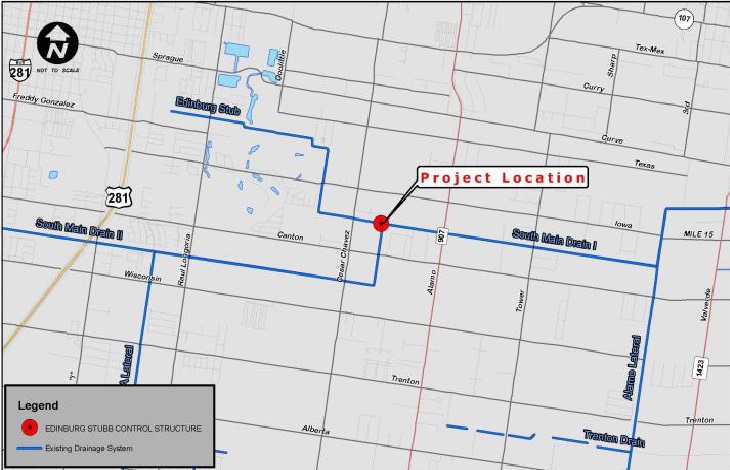 107
Tex-Mex
Sprague
Doolittle
Sharp
281
N
NOT TO SCALE
Curry
3rd
Freddy Gonzalez
Edinburg Stub
Curve
Texas
Project Location
281
Iowa
South Main Drain II
Canton
Cesar Chavez
907
South Main Drain I
MILE 15
Raul Longoria
Wisconsin
Alamo
Tower
Valverde
"I"
A Lateral
Alamo Lateral
1423
Trenton
Trenton
Alberta
Trenton Drain
Legend
EDINBURG STUBB CONTROL STRUCTURE
Existing Drainage System